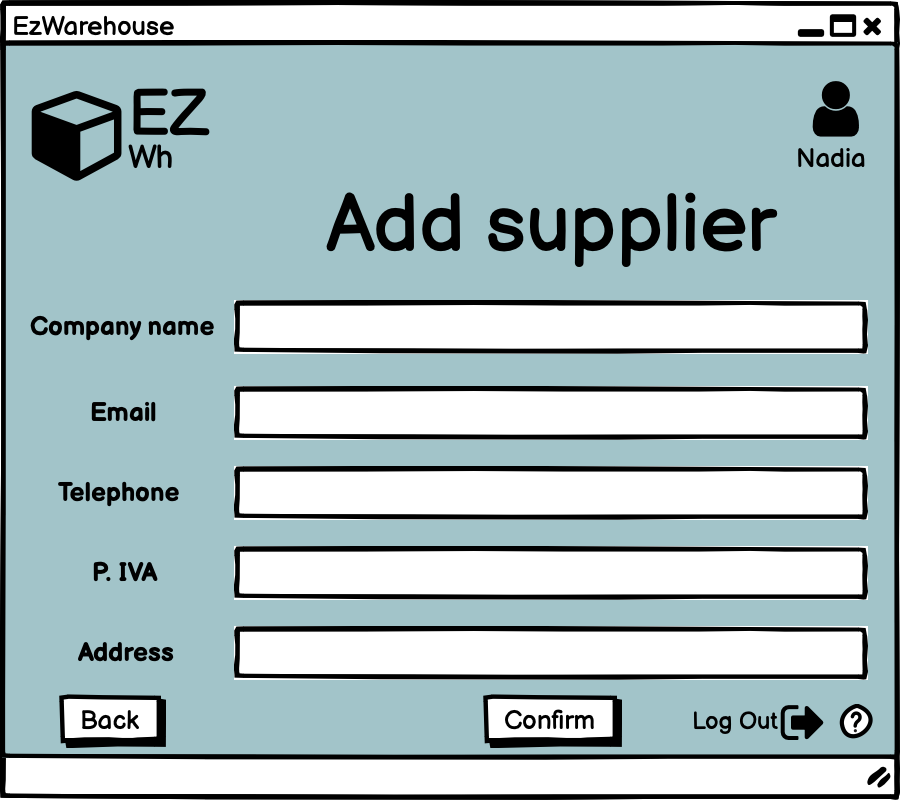 EzWarehouse
EZ
Wh
Nadia
Add supplier
Company name
Email
Telephone
P. IVA
Address
Back
Confirm
Log Out
?